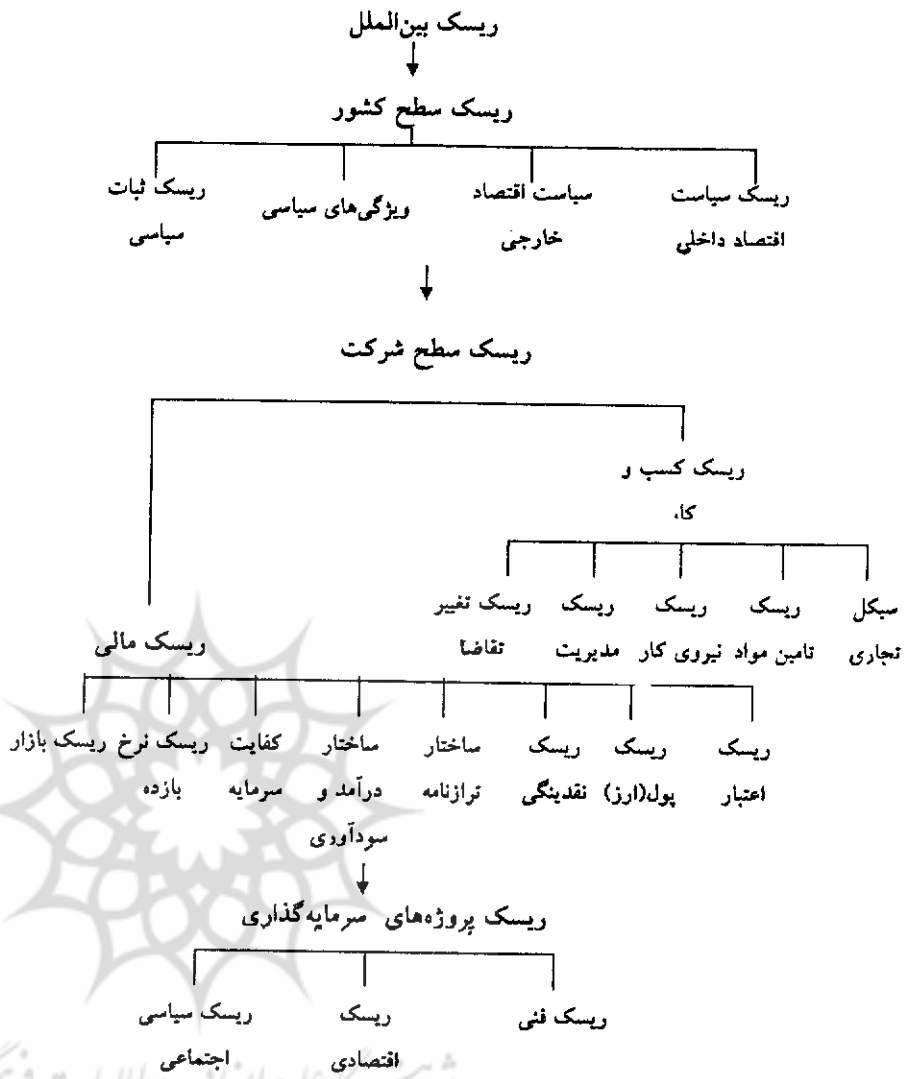 ریسک بین‌الملل
ریسک سطح کشور
ریسک سیاست سیاست اقتصاد ویژگی‌های سیاسی ریسک ثبات
اقتصاد داخلی خارجی سیاسی
ریسک سطح شرکت
ریسک کسب و
کا،
سیکل ریسک ریسک ریسک ریسک تغییر
تجاری تامین مواد نیروی کار مدیریت تقاضا
ریسک مالی
ریسک ریسک ریسک ساختار ساختار کفایت ریسک نرخ ریسک بازار
اعتبار پول(ارز) نقدینگی ترازنامه درآمد و سرمایه بازده
سودآوری
ریسک پروژه‌های سرمایه‌گذاری
ریسک فنی ریسک ریسک سیاسی
اقتصادی اجتماعی